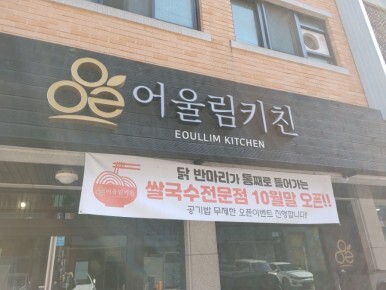 어울림키친
EOULLIM KITCHEN
닭 반마리가 통째로 들어가는
쌀국수전문점 10월말 오픈!!
공기밥 무제한 오픈이벤트 진행합니다!